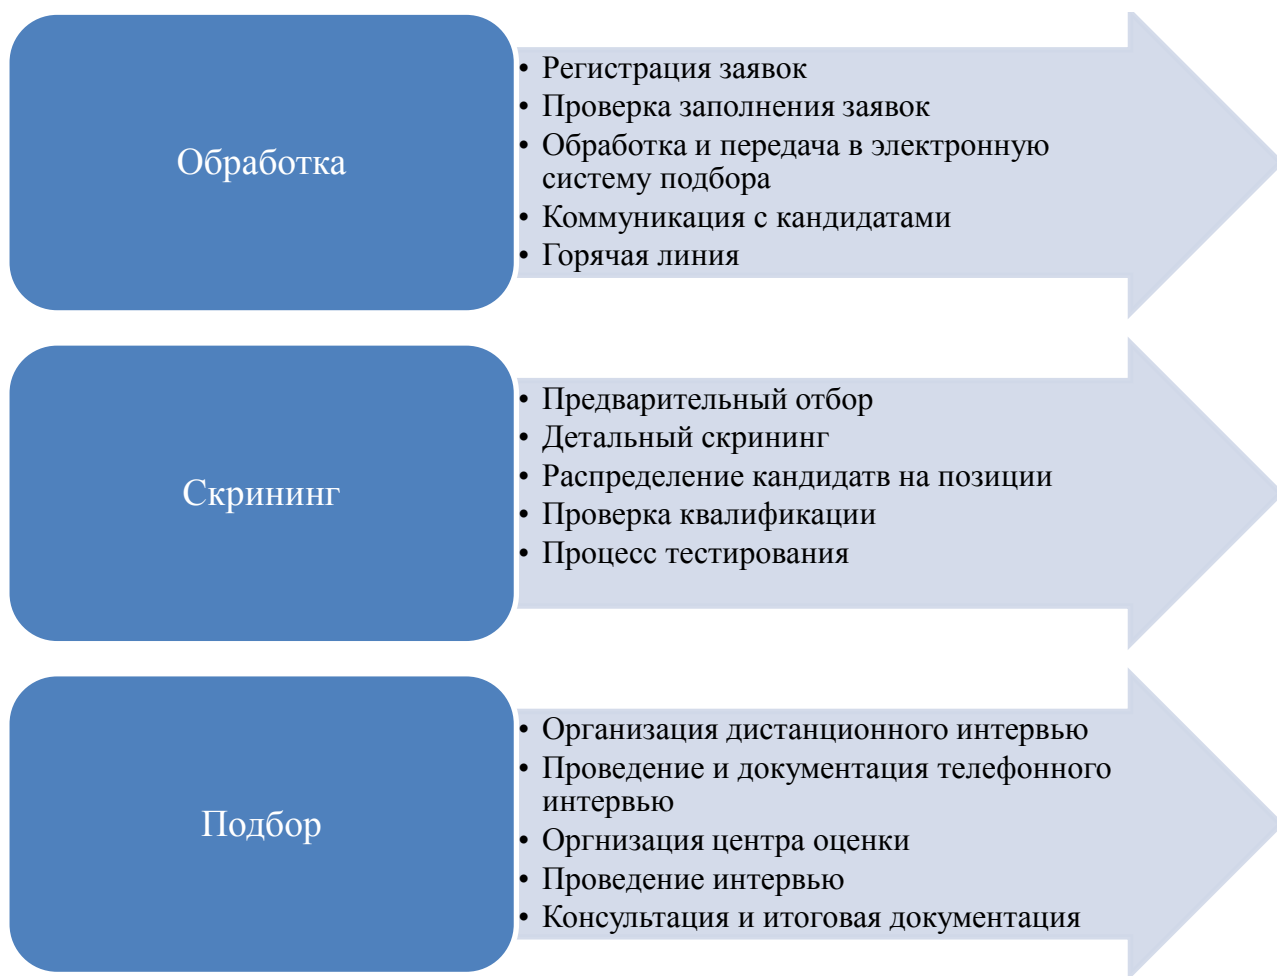 Обработка
• Регистрация заявок
• Проверка заполнения заявок
• Обработка и передача в электронную
систему подбора
• Коммуникация с кандидатами
• Горячая линия
Скрининг
• Предварительный отбор
• Детальный скрининг
• Распределение кандидатв на позиции
• Проверка квалификации
• Процесс тестирования
Подбор
• Организация дистанционного интервью
• Проведение и документация телефонного
интервью
• Оргнизация центра оценки
• Проведение интервью
• Консультация и итоговая документация